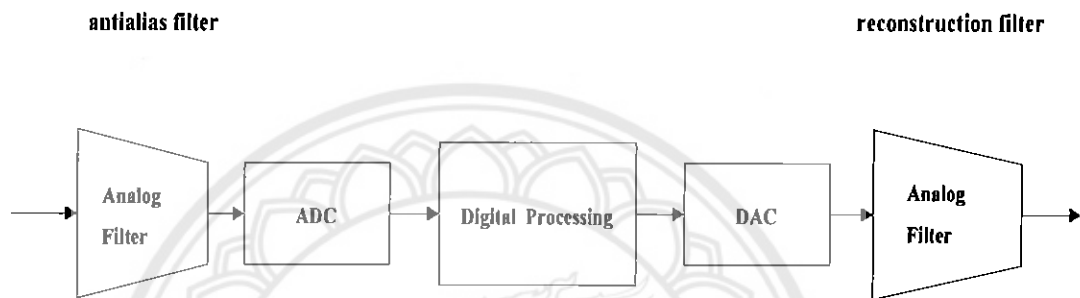 antialias filter
reconstruction filter
Analog
Filter
ADC
Digital Processing
DAC
Analog
Filter